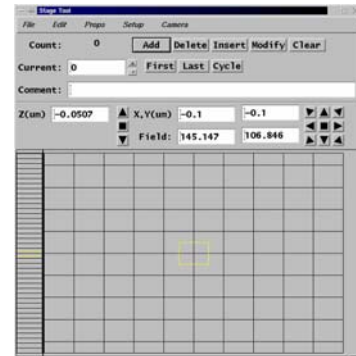 Stage Tool
File Edit Props Setup Camera
Count: 0 Add Delete Insert Modify Clear
Current: 0 First Last Cycle
Comment:
Z(um) -0.0507 X,Y(um) -0.1 -0.1
Field: 145.147 106.846